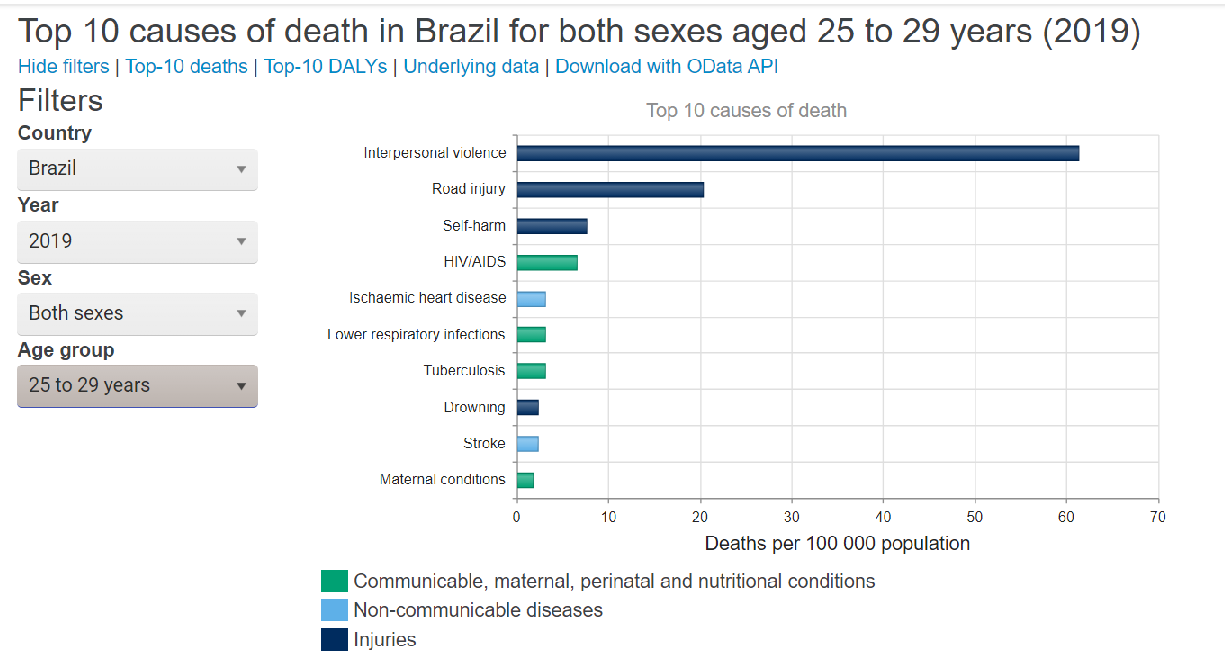 Top 10 causes of death in Brazil for both sexes aged 25 to 29 years (2019)
Hide filters | Top-10 deaths | Top-10 DALYs | Underlying data | Download with OData API
Filters
Country
Brazil
Year
2019
Sex
Both sexes
Age group
25 to 29 years
Top 10 causes of death
Interpersonal violence
Road injury
Self-harm
HIV/AIDS
Ischaemic heart disease
Lower respiratory infections
Tuberculosis
Drowning
Stroke
Maternal conditions
0 10 20 30 40 50 60 70
Deaths per 100 000 population
Communicable, maternal, perinatal and nutritional conditions
Non-communicable diseases
Injuries